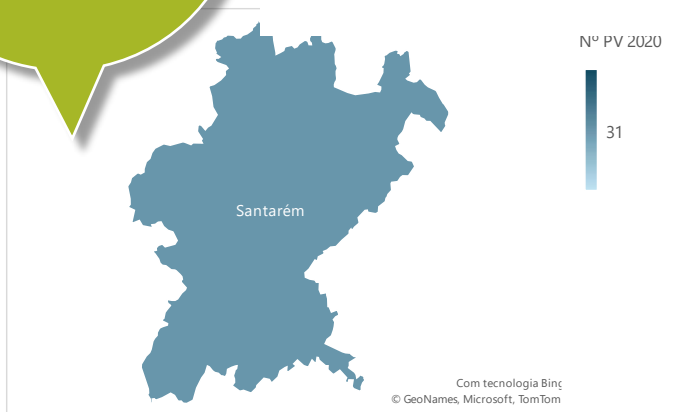 Nº PV 2020
31
Santarém
Com tecnologia Bing
© GeoNames, Microsoft, TomTom